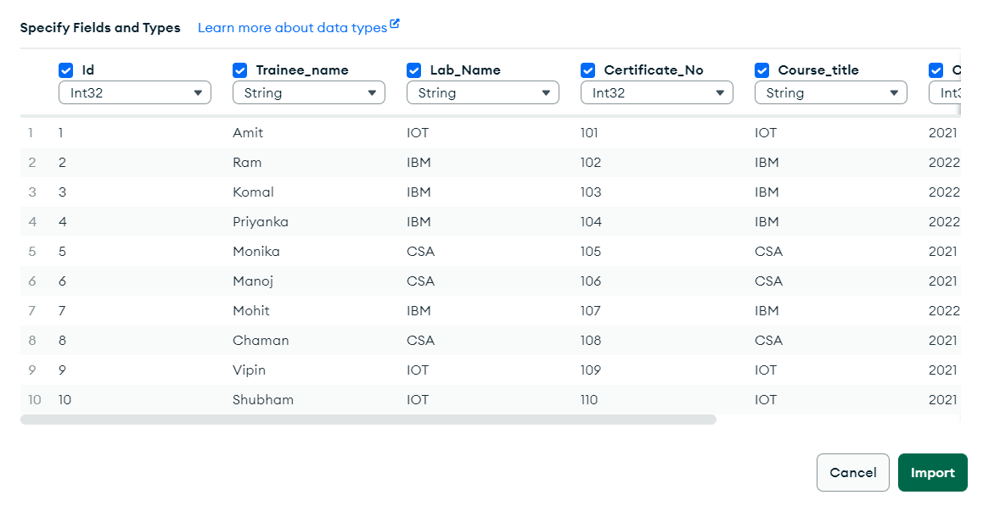 Specify Fields and Types Learn more about data types
Id Trainee_name Lab_Name Certificate_No Course_title C
Int32 String String Int32 String Int3
1 1 Amit IOT 101 IOT 2021
2 2 Ram IBM 102 IBM 2022
3 3 Komal IBM 103 IBM 2022
4 4 Priyanka IBM 104 IBM 2022
5 5 Monika CSA 105 CSA 2021
6 6 Manoj CSA 106 CSA 2021
7 7 Mohit IBM 107 IBM 2022
8 8 Chaman CSA 108 CSA 2021
9 9 Vipin IOT 109 IOT 2021
10 10 Shubham IOT 110 IOT 2021
Cancel Import